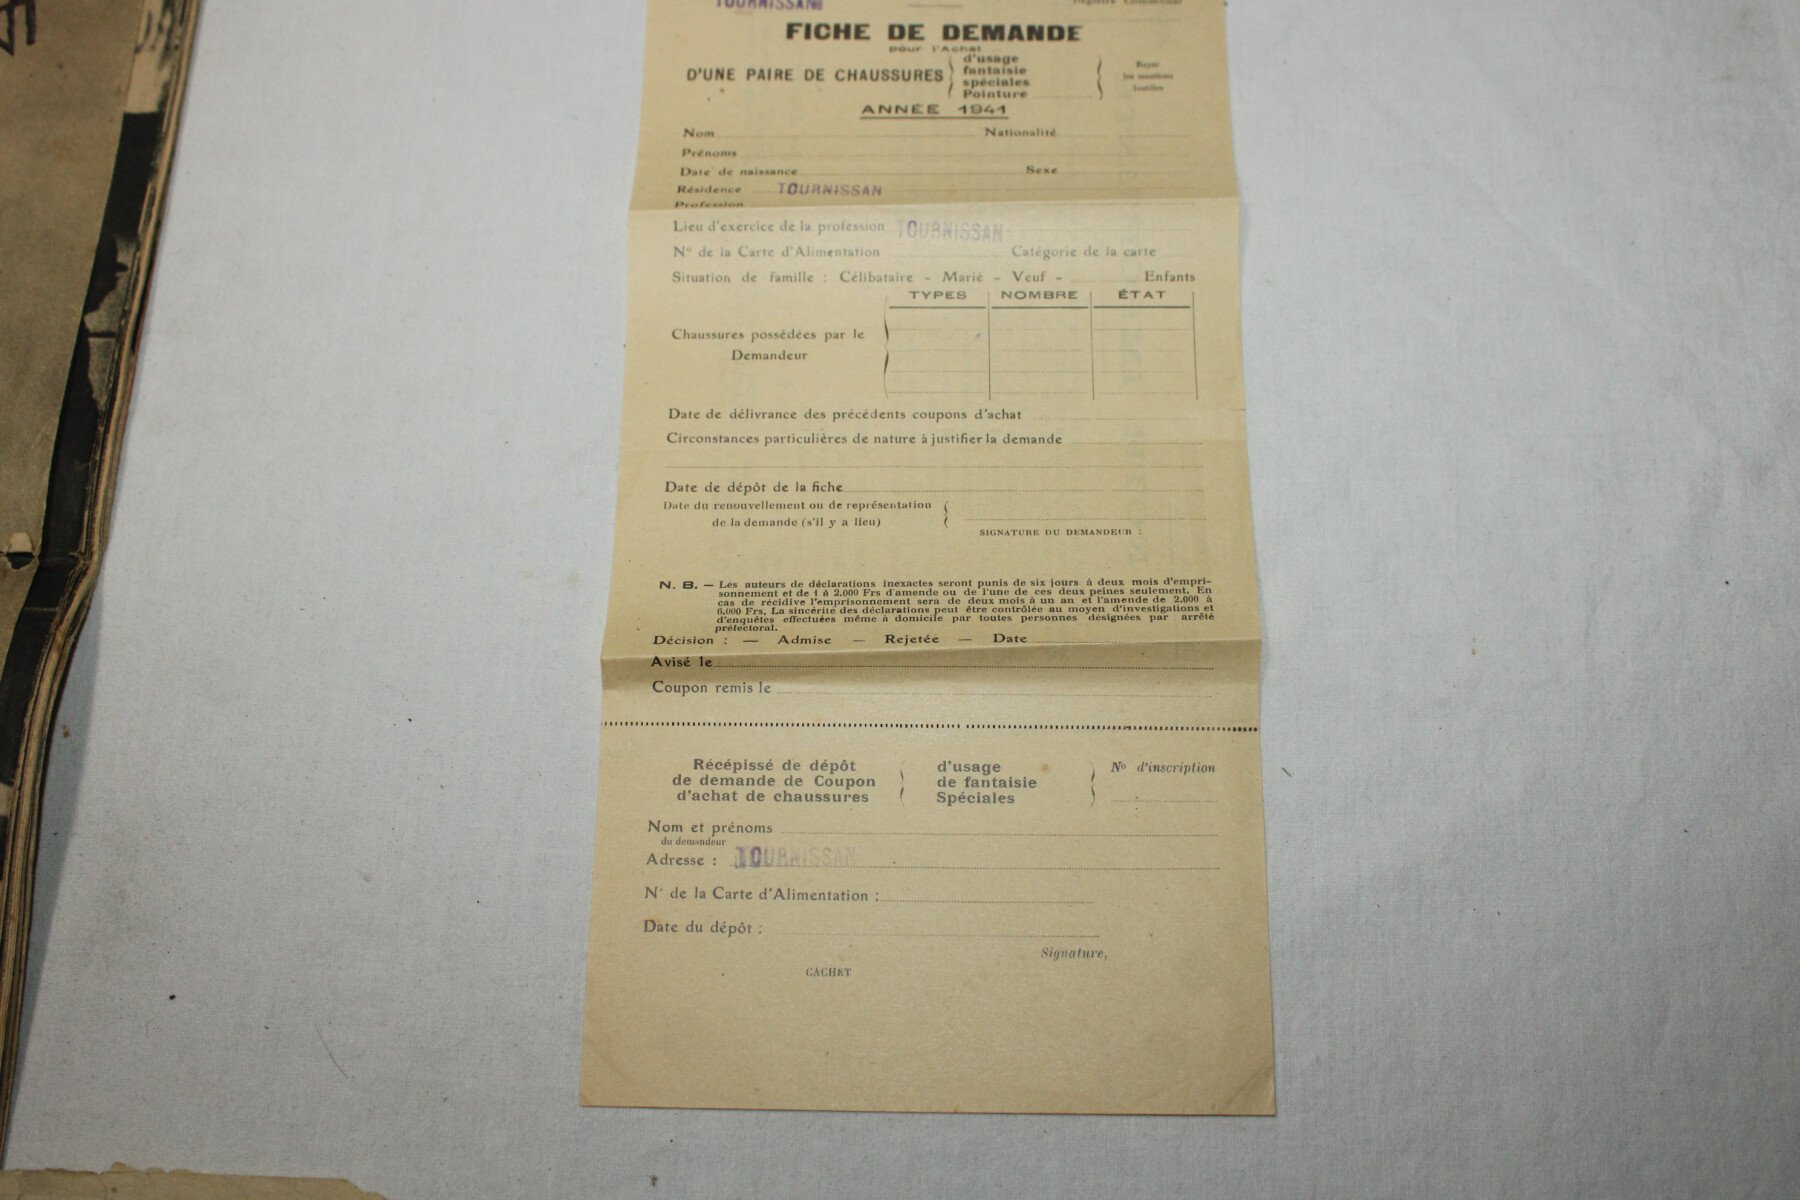 TOURNISSAN
Registre Communal
FICHE DE DEMANDE
pour l'Achat
D'UNE PAIRE DE CHAUSSURES
d'usage
fantaisie
spéciales
Pointure
Rayer
les mentions
inutiles
ANNÉE 1941
Nom Nationalité
Prénoms
Date de naissance Sexe
Résidence TOURNISSAN
Profession
Lieu d'exercice de la profession TOURNISSAN
N° de la Carte d'Alimentation Catégorie de la carte
Situation de famille : Célibataire - Marié - Veuf - Enfants
TYPES NOMBRE ÉTAT
Chaussures possédées par le
Demandeur
Date de délivrance des précédents coupons d'achat
Circonstances particulières de nature à justifier la demande
Date de dépôt de la fiche
Date du renouvellement ou de représentation
de la demande (s'il y a lieu)
SIGNATURE DU DEMANDEUR :
N. B. — Les auteurs de déclarations inexactes seront punis de six jours à deux mois d'empri-
sonnement et de 1 à 2.000 Frs d'amende ou de l'une de ces deux peines seulement. En
cas de récidive l'emprisonnement sera de deux mois à un an et l'amende de 2.000 à
6.000 Frs. La sincérité des déclarations peut être contrôlée au moyen d'investigations et
d'enquêtes effectuées même à domicile par toutes personnes désignées par arrêté
préfectoral.
Décision : — Admise — Rejetée — Date
Avisé le
Coupon remis le
Récépissé de dépôt
de demande de Coupon
d'achat de chaussures
d'usage
de fantaisie
Spéciales
N° d'inscription
Nom et prénoms
du demandeur
Adresse : TOURNISSAN
N° de la Carte d'Alimentation :
Date du dépôt :
Signature,
CACHET